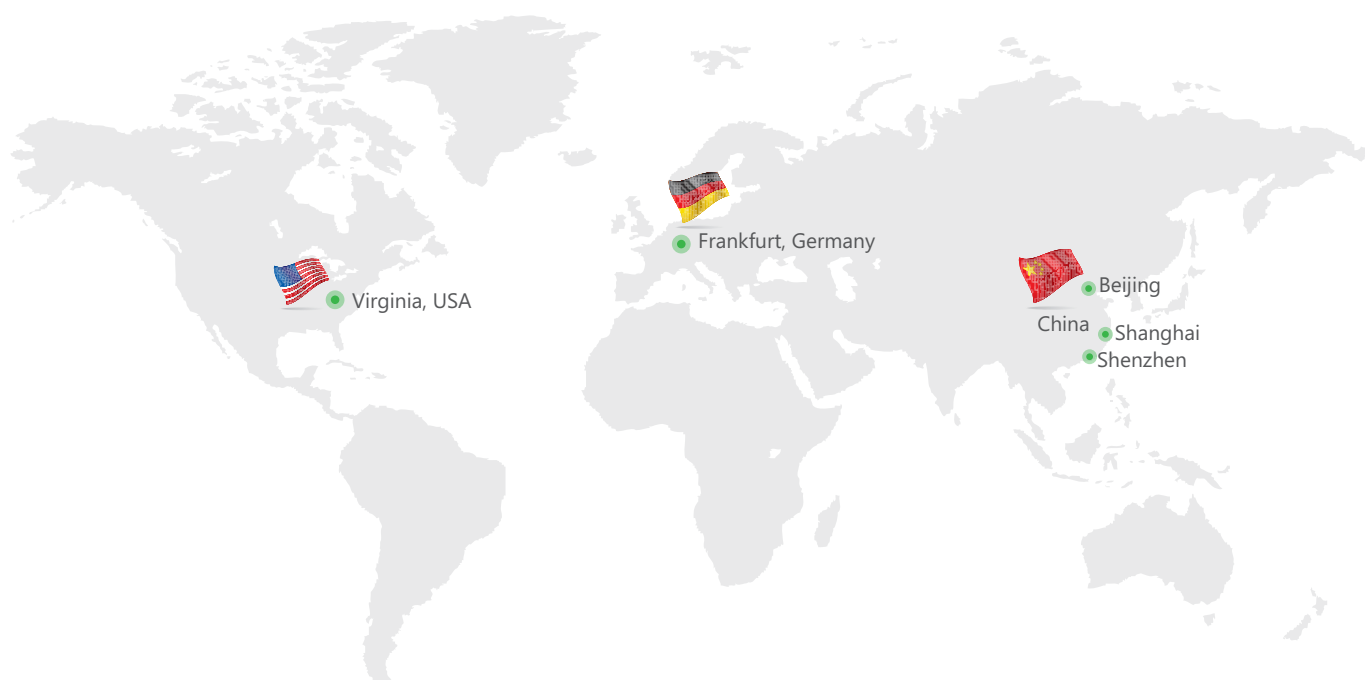 Frankfurt, Germany
Virginia, USA
Beijing
China
Shanghai
Shenzhen